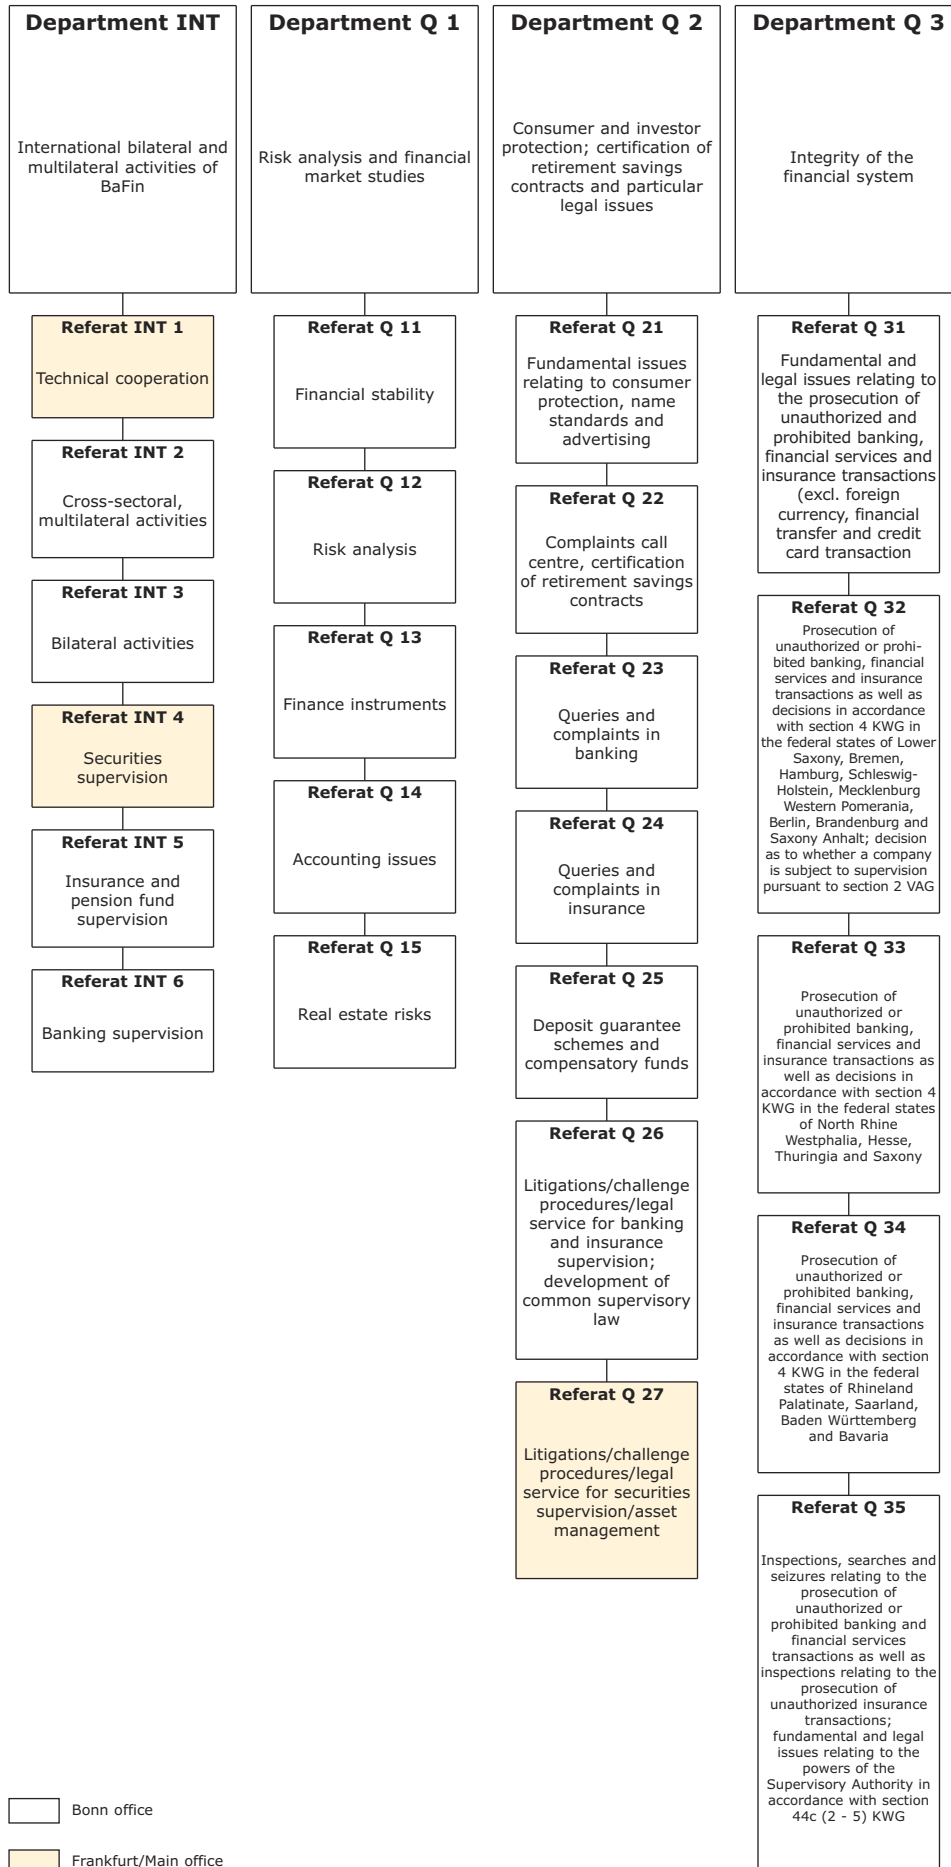 Department INT
International bilateral and
multilateral activities of
BaFin
Referat INT 1
Technical cooperation
Referat INT 2
Cross-sectoral,
multilateral activities
Referat INT 3
Bilateral activities
Referat INT 4
Securities
supervision
Referat INT 5
Insurance and
pension fund
supervision
Referat INT 6
Banking supervision
Department Q 1
Risk analysis and financial
market studies
Referat Q 11
Financial stability
Referat Q 12
Risk analysis
Referat Q 13
Finance instruments
Referat Q 14
Accounting issues
Referat Q 15
Real estate risks
Department Q 2
Consumer and investor
protection; certification of
retirement savings
contracts and particular
legal issues
Referat Q 21
Fundamental issues
relating to consumer
protection, name
standards and
advertising
Referat Q 22
Complaints call
centre, certification
of retirement savings
contracts
Referat Q 23
Queries and
complaints in
banking
Referat Q 24
Queries and
complaints in
insurance
Referat Q 25
Deposit guarantee
schemes and
compensatory funds
Referat Q 26
Litigations/challenge
procedures/legal
service for banking
and insurance
supervision;
development of
common supervisory
law
Referat Q 27
Litigations/challenge
procedures/legal
service for securities
supervision/asset
management
Department Q 3
Integrity of the
financial system
Referat Q 31
Fundamental and
legal issues relating to
the prosecution of
unauthorized and
prohibited banking,
financial services and
insurance transactions
(excl. foreign
currency, financial
transfer and credit
card transaction
Referat Q 32
Prosecution of
unauthorized or prohi-
bited banking, financial
services and insurance
transactions as well as
decisions in accordance
with section 4 KWG in
the federal states of Lower
Saxony, Bremen,
Hamburg, Schleswig-
Holstein, Mecklenburg
Western Pomerania,
Berlin, Brandenburg and
Saxony Anhalt; decision
as to whether a company
is subject to supervision
pursuant to section 2 VAG
Referat Q 33
Prosecution of
unauthorized or
prohibited banking,
financial services and
insurance transactions as
well as decisions in
accordance with section 4
KWG in the federal states
of North Rhine
Westphalia, Hesse,
Thuringia and Saxony
Referat Q 34
Prosecution of
unauthorized or
prohibited banking,
financial services and
insurance transactions
as well as decisions in
accordance with section
4 KWG in the federal
states of Rhineland
Palatinate, Saarland,
Baden Württemberg
and Bavaria
Referat Q 35
Inspections, searches and
seizures relating to the
prosecution of
unauthorized or
prohibited banking and
financial services
transactions as well as
inspections relating to the
prosecution of
unauthorized insurance
transactions;
fundamental and legal
issues relating to the
powers of the
Supervisory Authority in
accordance with section
44c (2 - 5) KWG
Bonn office
Frankfurt/Main office